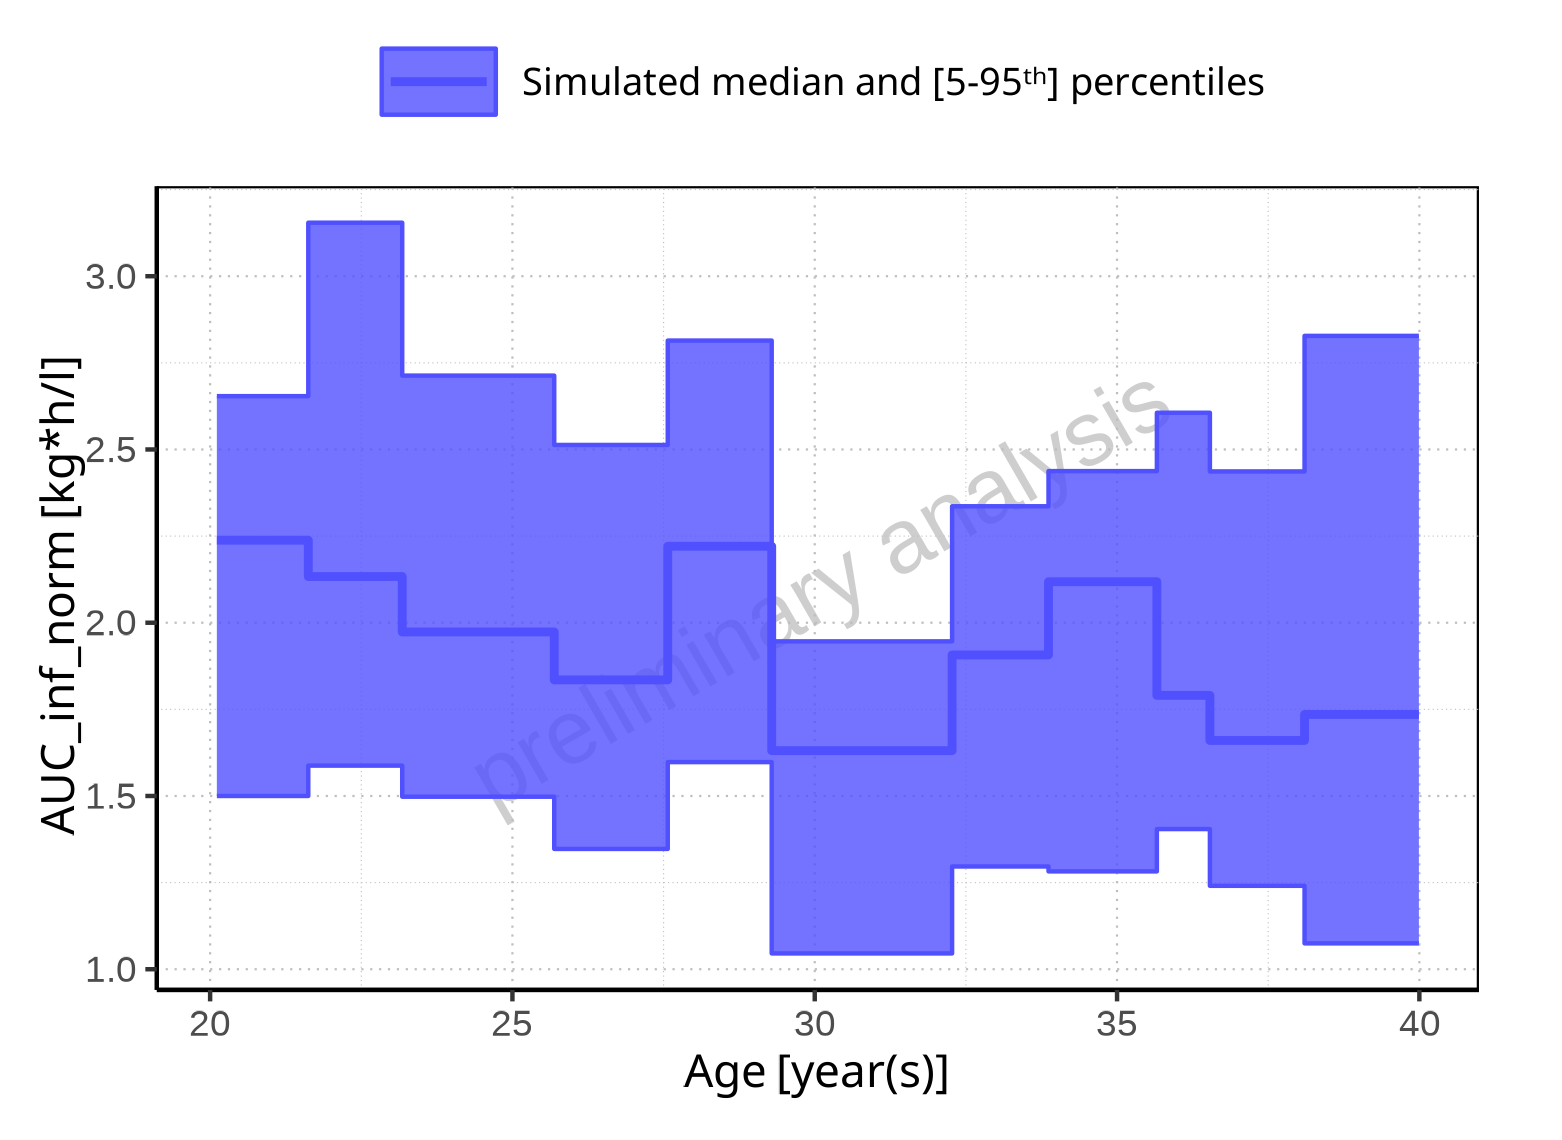 Simulated median and [5-95ᵗʰ] percentiles
AUC_inf_norm [kg*h/l]
3.0
2.5
2.0
1.5
1.0
preliminary analysis
20 25 30 35 40
Age [year(s)]